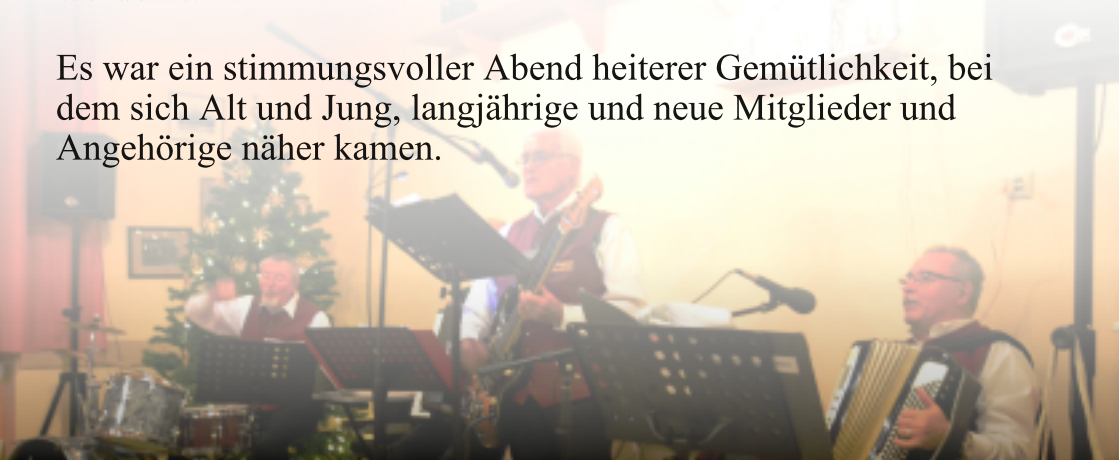 Es war ein stimmungsvoller Abend heiterer Gemütlichkeit, bei
dem sich Alt und Jung, langjährige und neue Mitglieder und
Angehörige näher kamen.